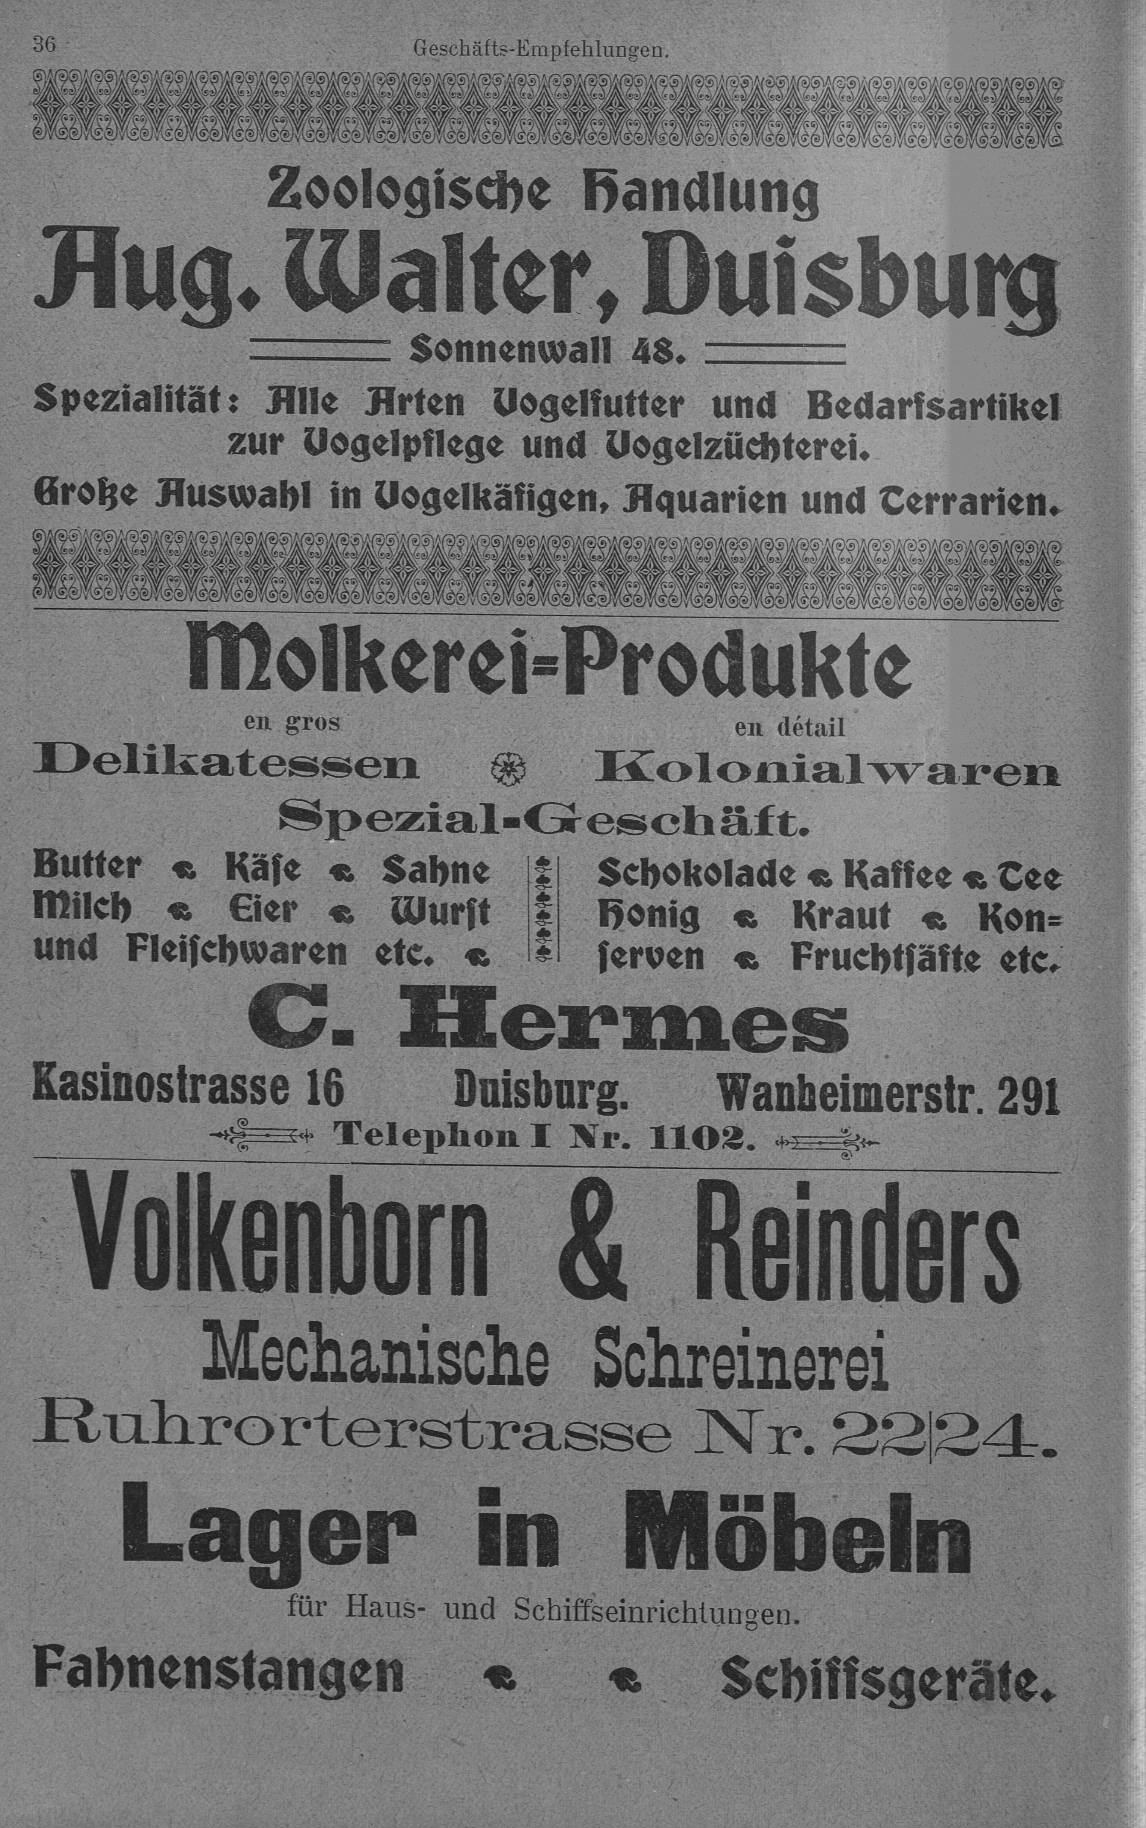 36
Geschäfts-Empfehlungen.
Zoologische Handlung
Aug. Walter, Duisburg
Sonnenwall 48.
Spezialität: Alle Arten Vogelfutter und Bedarfsartikel
zur Vogelpflege und Vogelzüchterei.
Große Auswahl in Vogelkäfigen, Aquarien und Terrarien.
Molkerei=Produkte
en gros en détail
Delikatessen Kolonialwaren
Spezial-Geschäft.
Butter Käſe Sahne
Milch Eier Wurſt
und Fleiſchwaren etc.
Schokolade Kaffee Tee
Honig Kraut Kon=
ſerven Fruchtſäfte etc.
C. Hermes
Kasinostrasse 16 Duisburg. Wanheimerstr. 291
Telephon I Nr. 1102.
Volkenborn & Reinders
Mechanische Schreinerei
Ruhrorterstrasse Nr. 22|24.
Lager in Möbeln
für Haus- und Schiffseinrichtungen.
Fahnenstangen Schiffsgeräte.